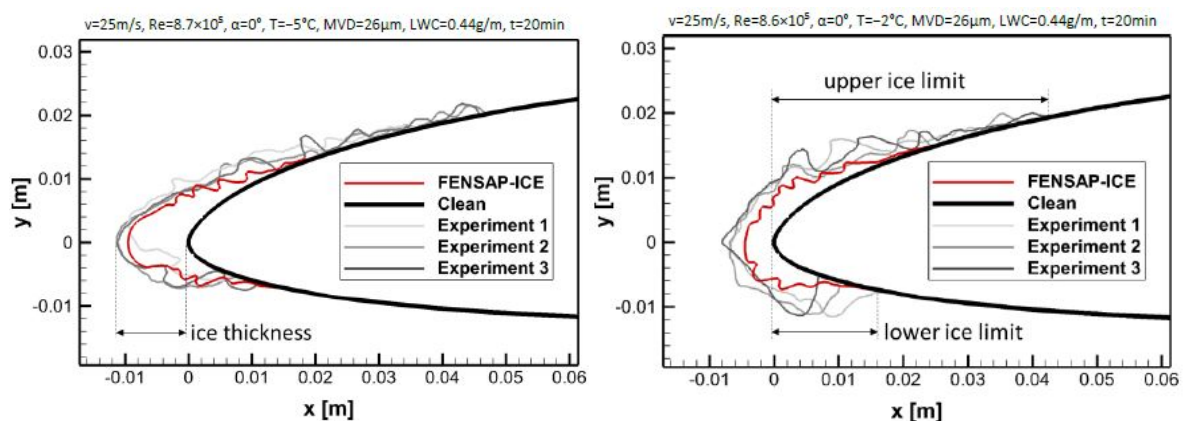 v=25m/s, Re=8.7×10⁵, α=0°, T=−5°C, MVD=26μm, LWC=0.44g/m, t=20min
0.03
0.02
0.01
0
-0.01
y [m]
FENSAP-ICE
Clean
Experiment 1
Experiment 2
Experiment 3
ice thickness
-0.01 0 0.01 0.02 0.03 0.04 0.05 0.06
x [m]
v=25m/s, Re=8.6×10⁵, α=0°, T=−2°C, MVD=26μm, LWC=0.44g/m, t=20min
0.03
0.02
0.01
0
-0.01
y [m]
upper ice limit
FENSAP-ICE
Clean
Experiment 1
Experiment 2
Experiment 3
lower ice limit
-0.01 0 0.01 0.02 0.03 0.04 0.05 0.06
x [m]